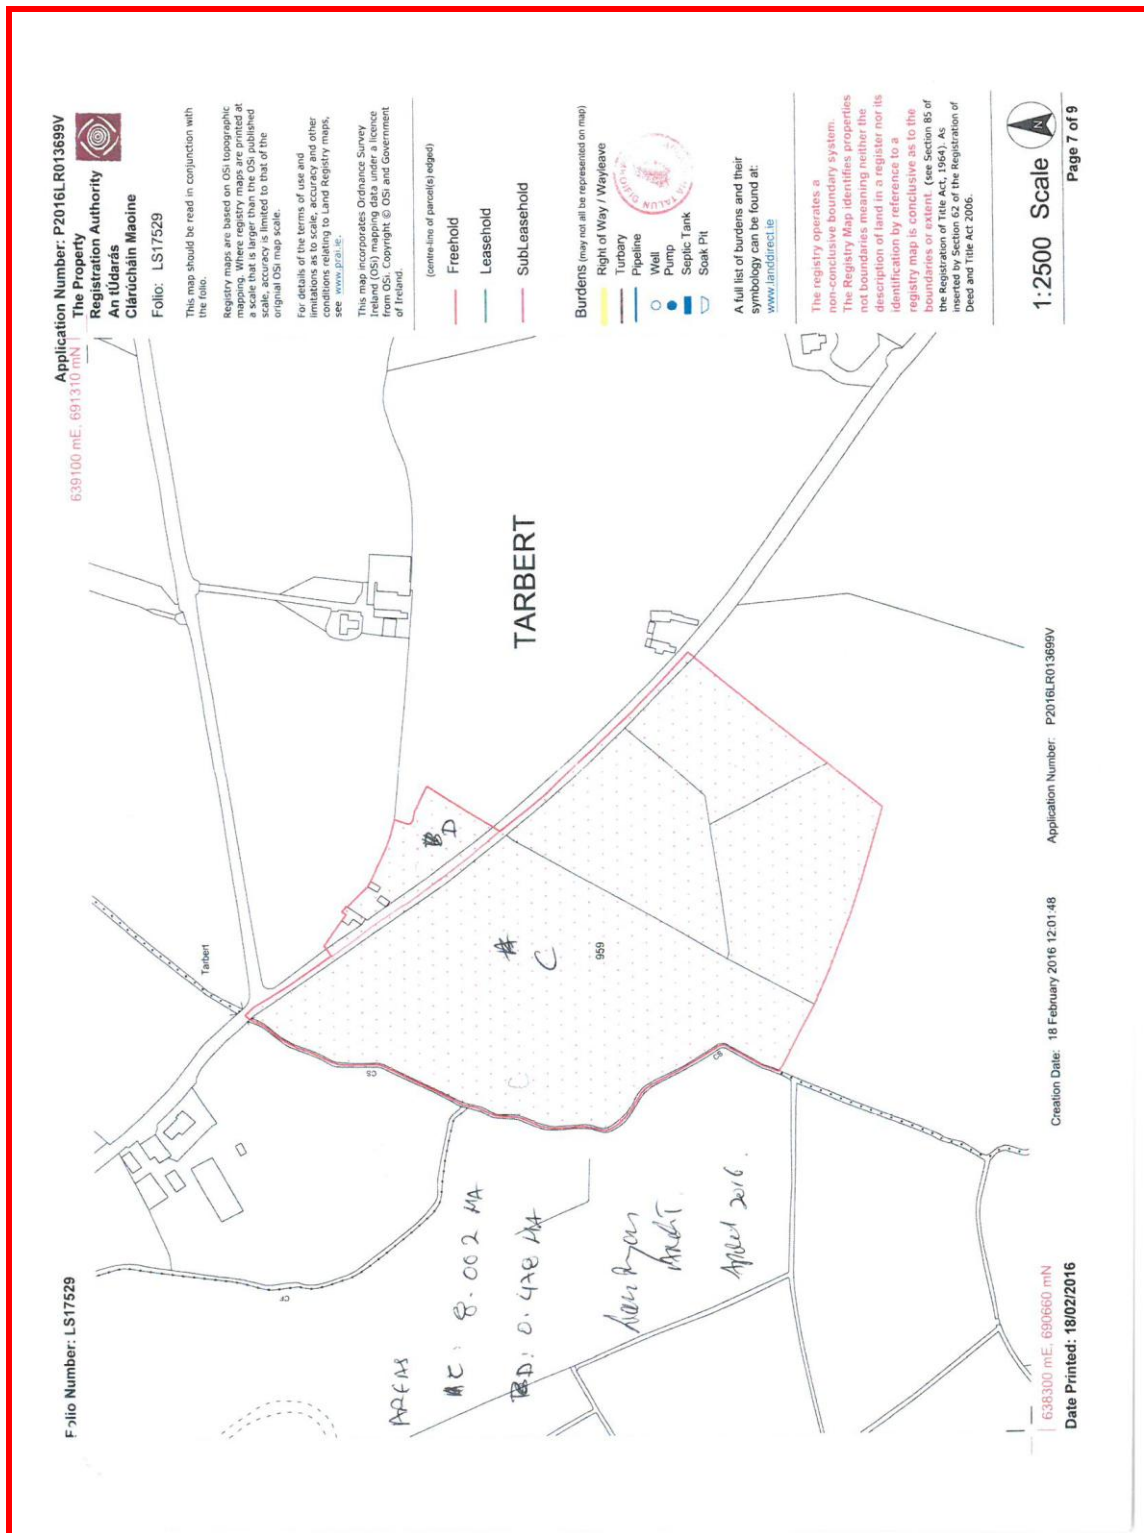 Folio Number: LS17529
Application Number: P2016LR013699V
639100 mE, 691310 mN
The Property
Registration Authority
An tÚdarás
Clárúcháin Maoine
Folio: LS17529
This map should be read in conjunction with
the folio.
Registry maps are based on OSi topographic
mapping. Where registry maps are printed at
a scale that is larger than the OSi published
scale, accuracy is limited to that of the
orignial OSi map scale.
For details of the terms of use and
limitations as to scale, accuracy and other
conditions relating to Land Registry maps,
see www.prai.ie.
This map incorporates Ordnance Survey
Ireland (OSi) mapping data under a licence
from OSi. Copyright © OSi and Government
of Ireland.
(centre-line of parcel(s) edged)
Freehold
Leasehold
SubLeasehold
Burdens (may not all be represented on map)
Right of Way / Wayleave
Turbary
Pipeline
Well
Pump
Septic Tank
Soak Pit
A full list of burdens and their
symbology can be found at:
www.landdirect.ie
The registry operates a
non-conclusive boundary system.
The Registry Map identifies properties
not boundaries meaning neither the
description of land in a register nor its
identification by reference to a
registry map is conclusive as to the
boundaries or extent. (see Section 85 of
the Registration of Title Act, 1964). As
inserted by Section 62 of the Registration of
Deed and Title Act 2006.
1:2500 Scale
N
Page 7 of 9
Tarbert
TARBERT
D
C
959
C
CS
CS
AREAS
C: 8.002 HA
D: 0.478 HA
April 2016.
638300 mE, 690660 mN
Creation Date: 18 February 2016 12:01:48
Application Number: P2016LR013699V
Date Printed: 18/02/2016